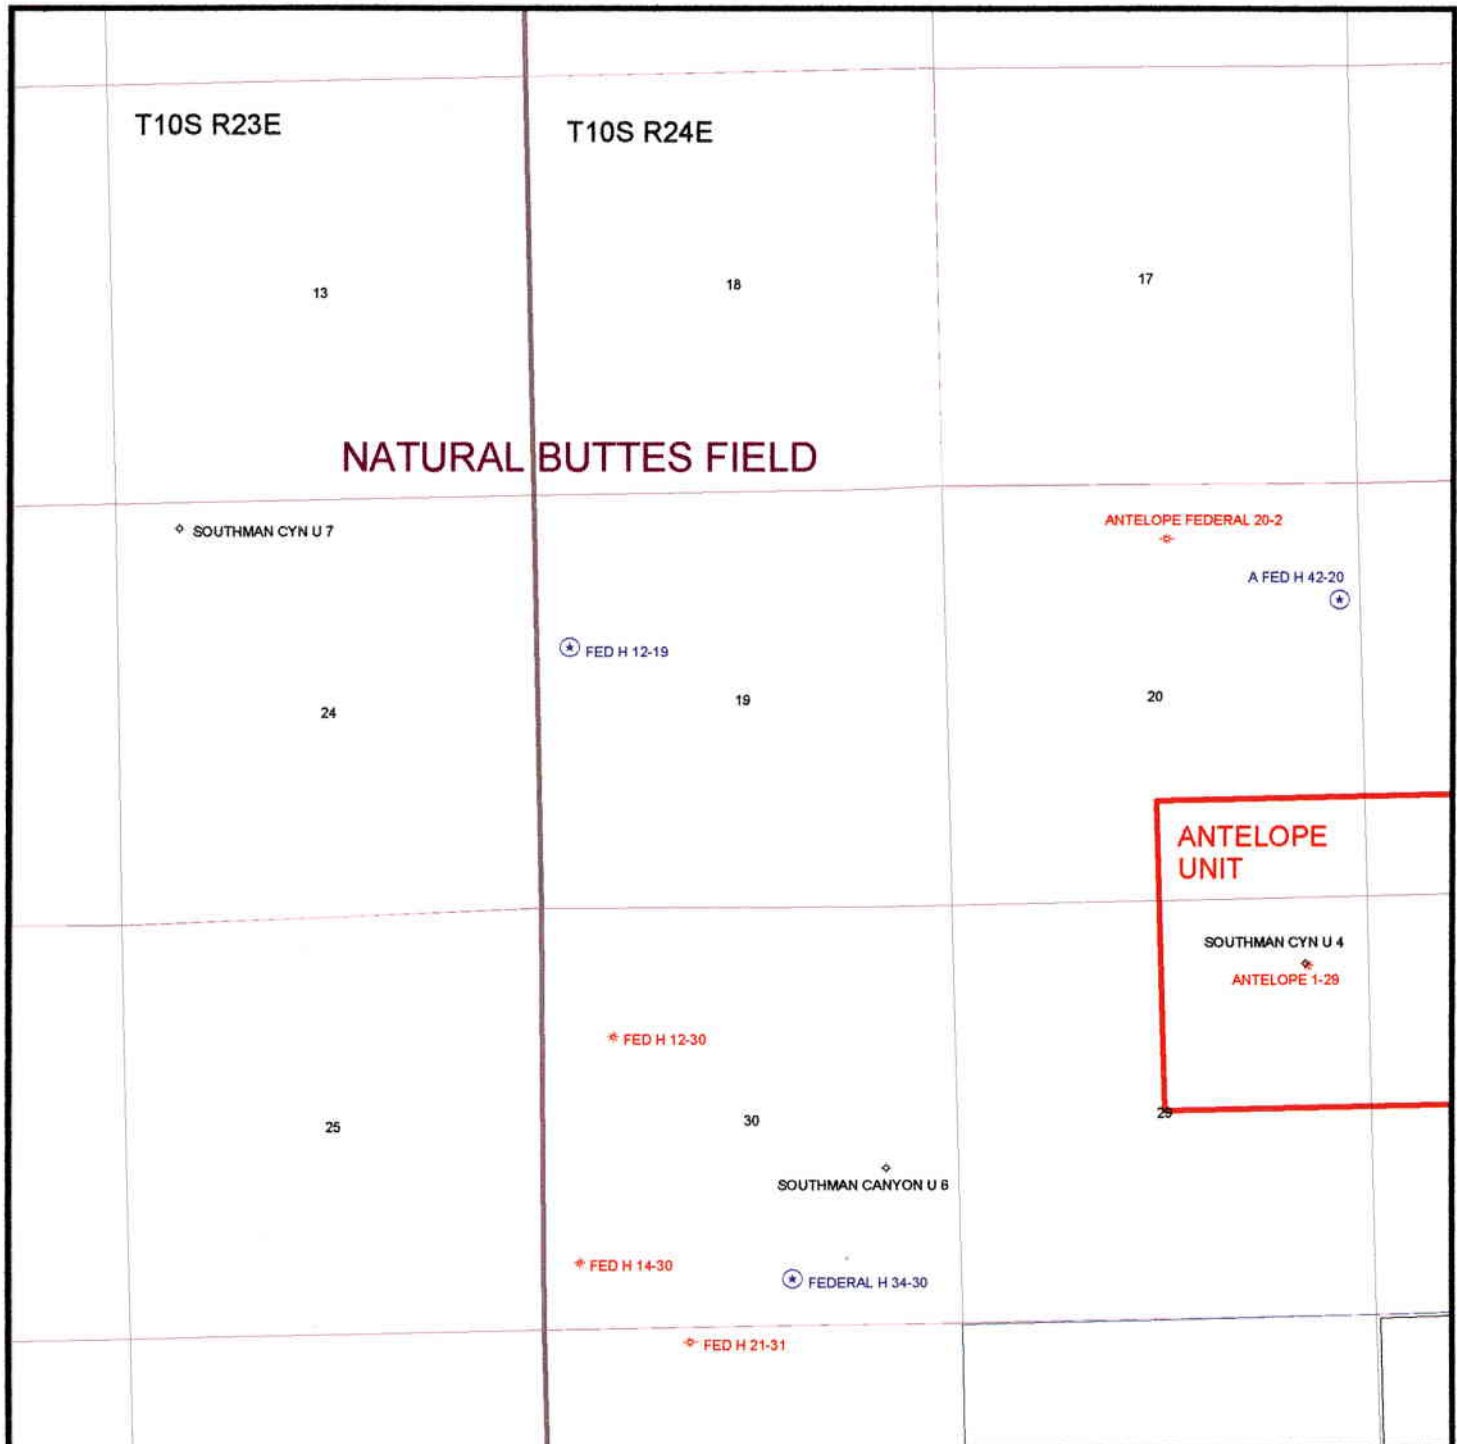 T10S R23E
T10S R24E
13
18
17
NATURAL BUTTES FIELD
SOUTHMAN CYN U 7
ANTELOPE FEDERAL 20-2
A FED H 42-20
FED H 12-19
24
19
20
ANTELOPE
UNIT
SOUTHMAN CYN U 4
ANTELOPE 1-29
FED H 12-30
25
30
29
SOUTHMAN CANYON U 6
FED H 14-30
FEDERAL H 34-30
FED H 21-31